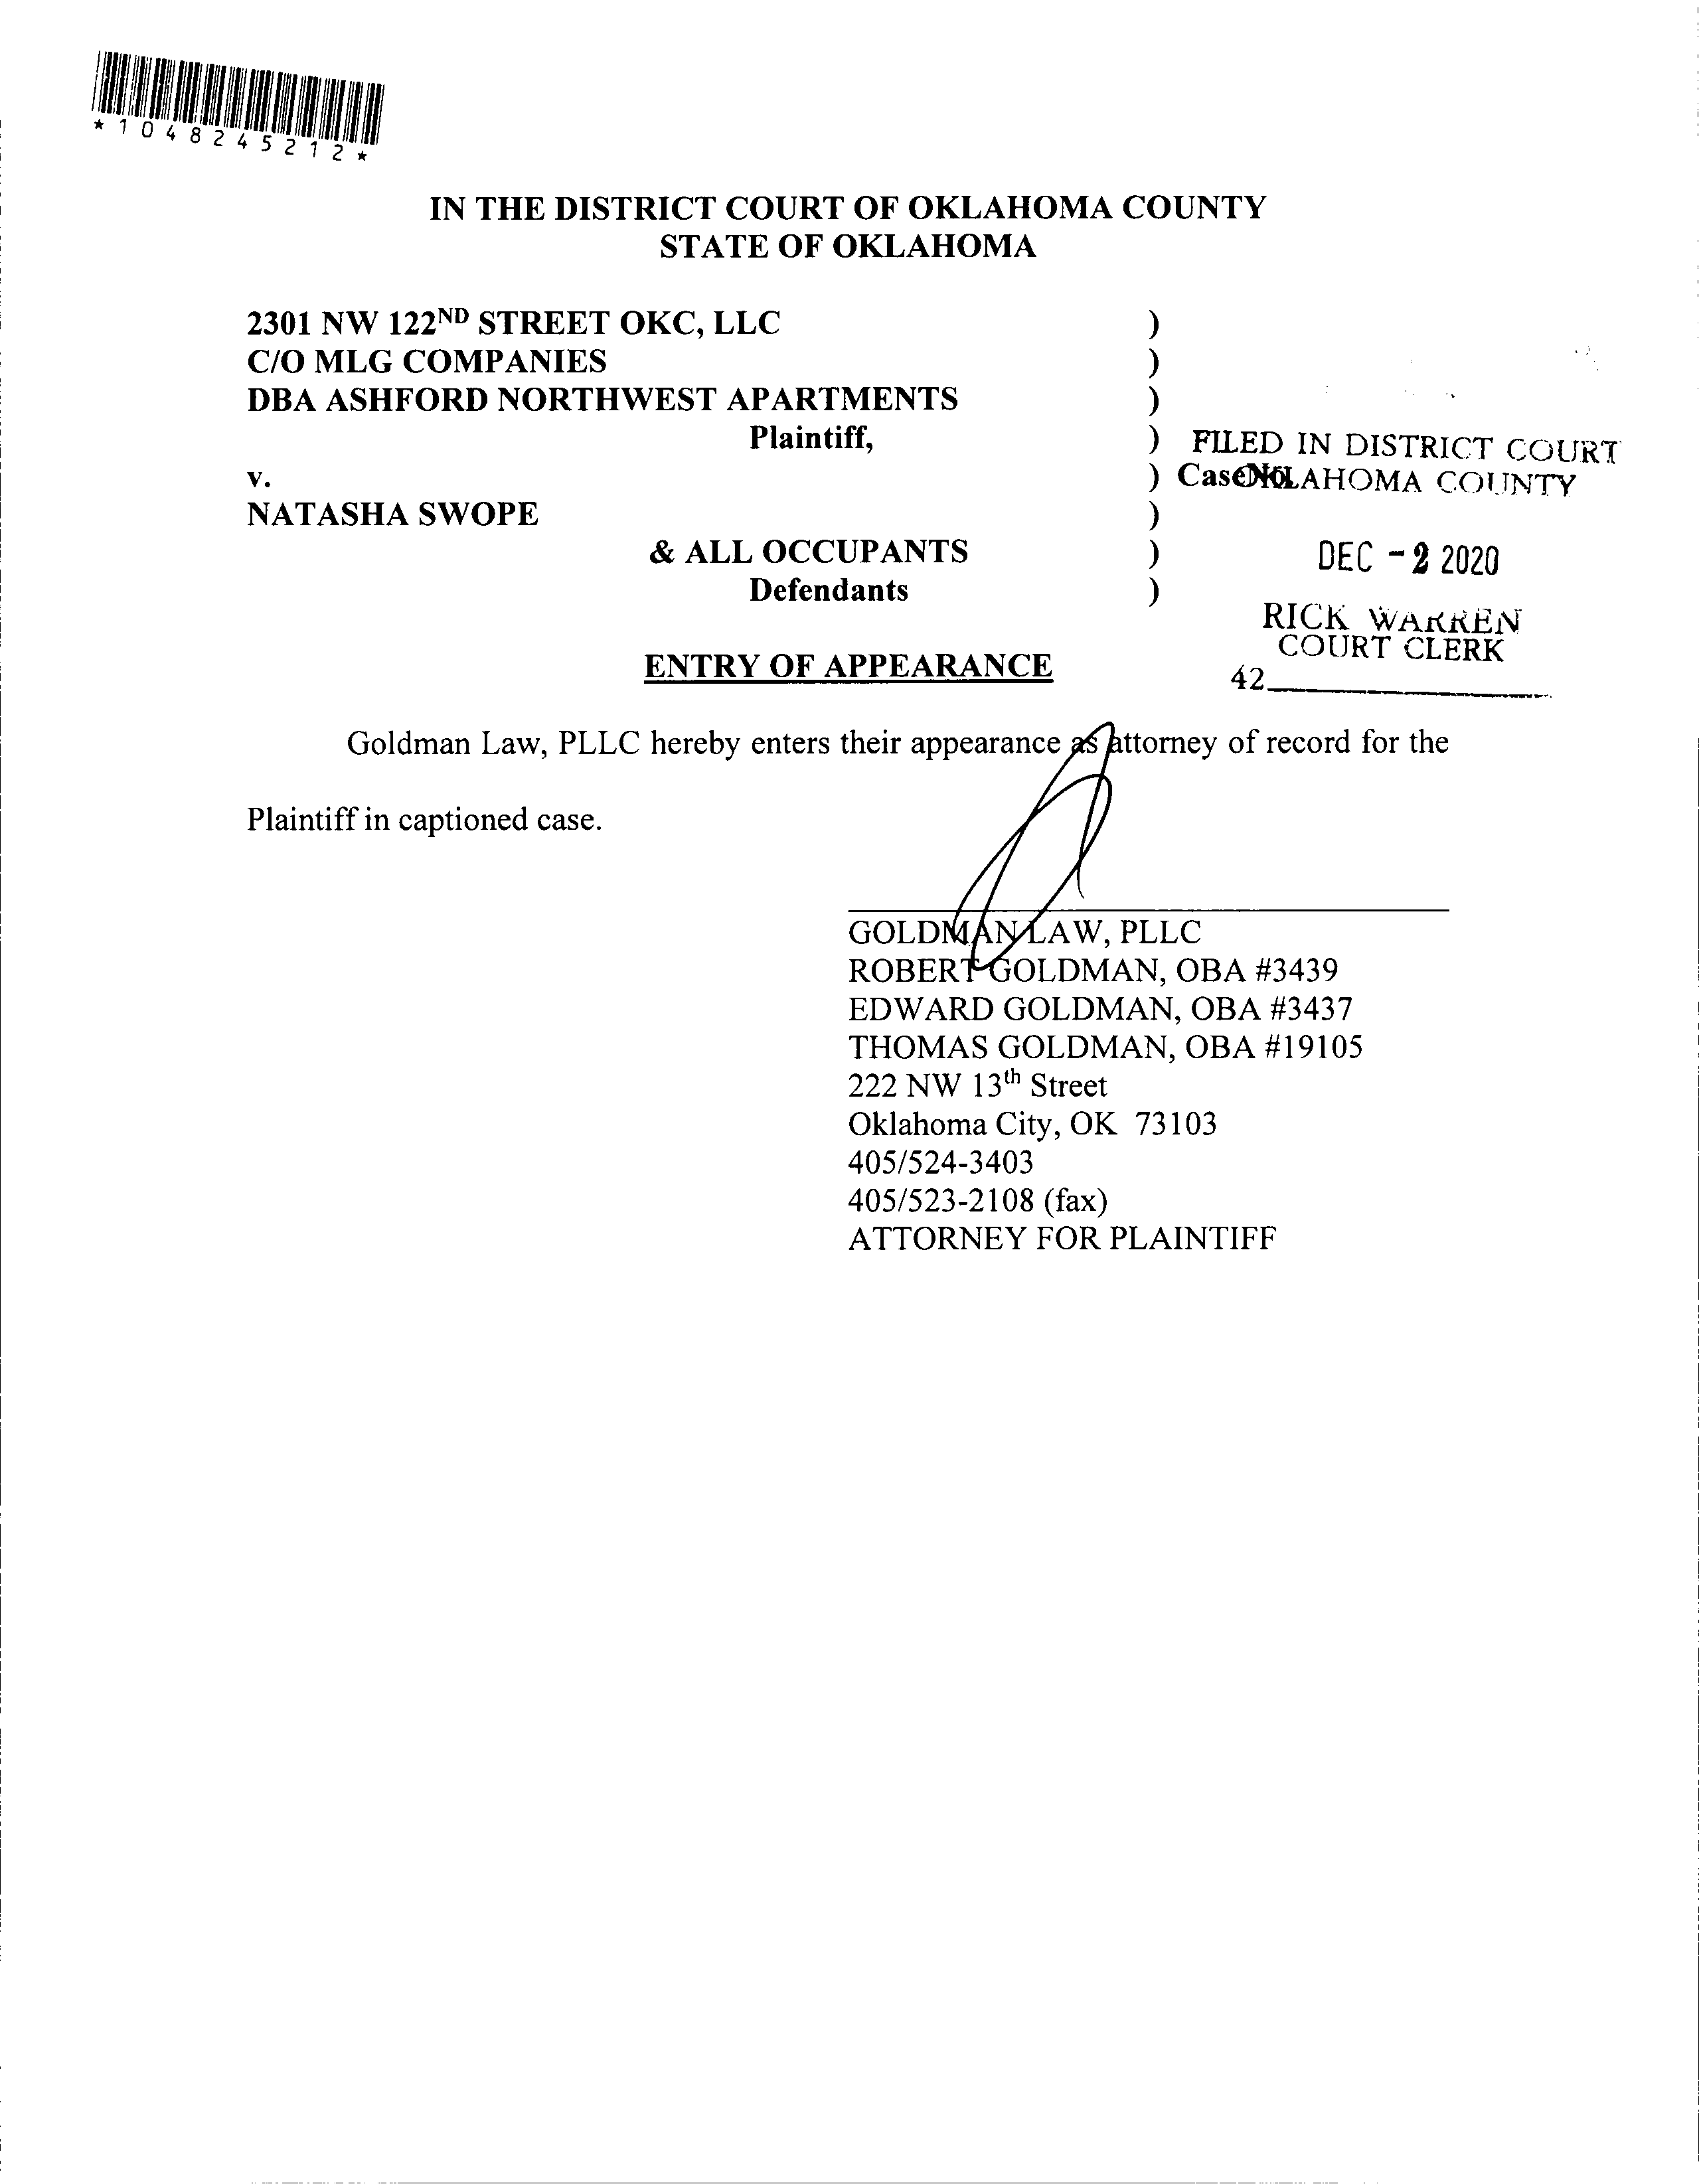 *1048245212*
IN THE DISTRICT COURT OF OKLAHOMA COUNTY
STATE OF OKLAHOMA
2301 NW 122ND STREET OKC, LLC )
C/O MLG COMPANIES )
DBA ASHFORD NORTHWEST APARTMENTS )
Plaintiff, ) FILED IN DISTRICT COURT
v. ) Case No. OKLAHOMA COUNTY
NATASHA SWOPE )
& ALL OCCUPANTS ) DEC -2 2020
Defendants )
RICK WARREN
COURT CLERK
ENTRY OF APPEARANCE
42
Goldman Law, PLLC hereby enters their appearance as attorney of record for the
Plaintiff in captioned case.
GOLDMAN LAW, PLLC
ROBERT GOLDMAN, OBA #3439
EDWARD GOLDMAN, OBA #3437
THOMAS GOLDMAN, OBA #19105
222 NW 13th Street
Oklahoma City, OK 73103
405/524-3403
405/523-2108 (fax)
ATTORNEY FOR PLAINTIFF